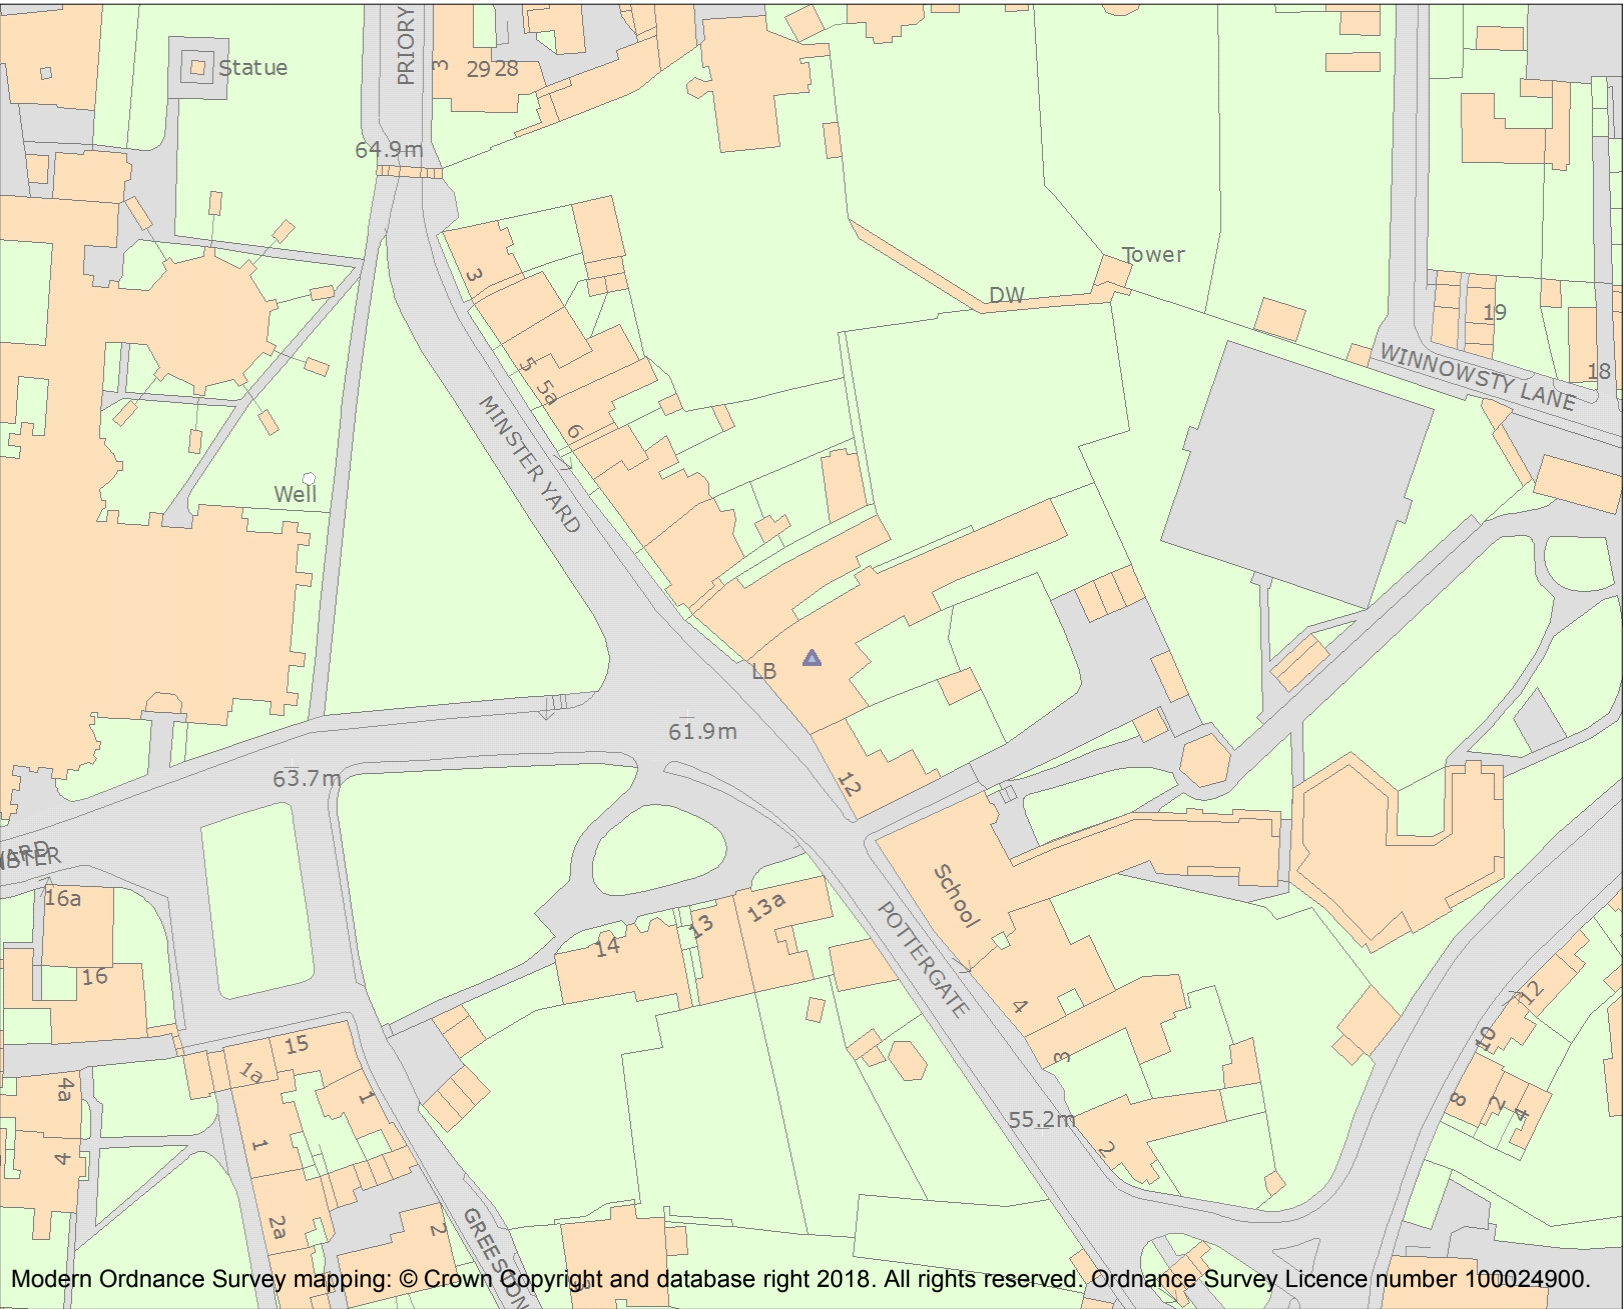 PRIORY
3
29 28
Statue
64.9m
Tower
DW
3
19
WINNOWSTY LANE
18
5
5a
6
MINSTER YARD
Well
LB
61.9m
63.7m
12
16a
School
13a
13
14
16
POTTERGATE
4
3
12
10
15
1a
1
4a
8
2
4
55.2m
1
4
2
2a
2
GREESTONE
Modern Ordnance Survey mapping: © Crown Copyright and database right 2018. All rights reserved. Ordnance Survey Licence number 100024900.